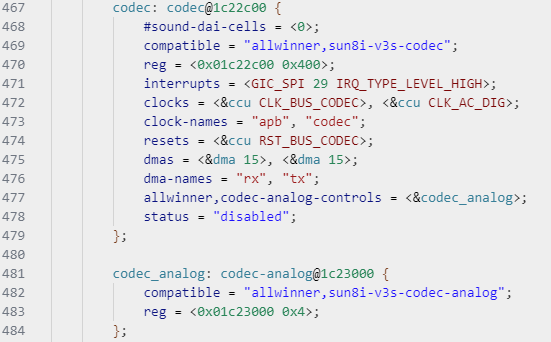 467 codec: codec@1c22c00 {
468 #sound-dai-cells = <0>;
469 compatible = "allwinner,sun8i-v3s-codec";
470 reg = <0x01c22c00 0x400>;
471 interrupts = <GIC_SPI 29 IRQ_TYPE_LEVEL_HIGH>;
472 clocks = <&ccu CLK_BUS_CODEC>, <&ccu CLK_AC_DIG>;
473 clock-names = "apb", "codec";
474 resets = <&ccu RST_BUS_CODEC>;
475 dmas = <&dma 15>, <&dma 15>;
476 dma-names = "rx", "tx";
477 allwinner,codec-analog-controls = <&codec_analog>;
478 status = "disabled";
479 };
480
481 codec_analog: codec-analog@1c23000 {
482 compatible = "allwinner,sun8i-v3s-codec-analog";
483 reg = <0x01c23000 0x4>;
484 };